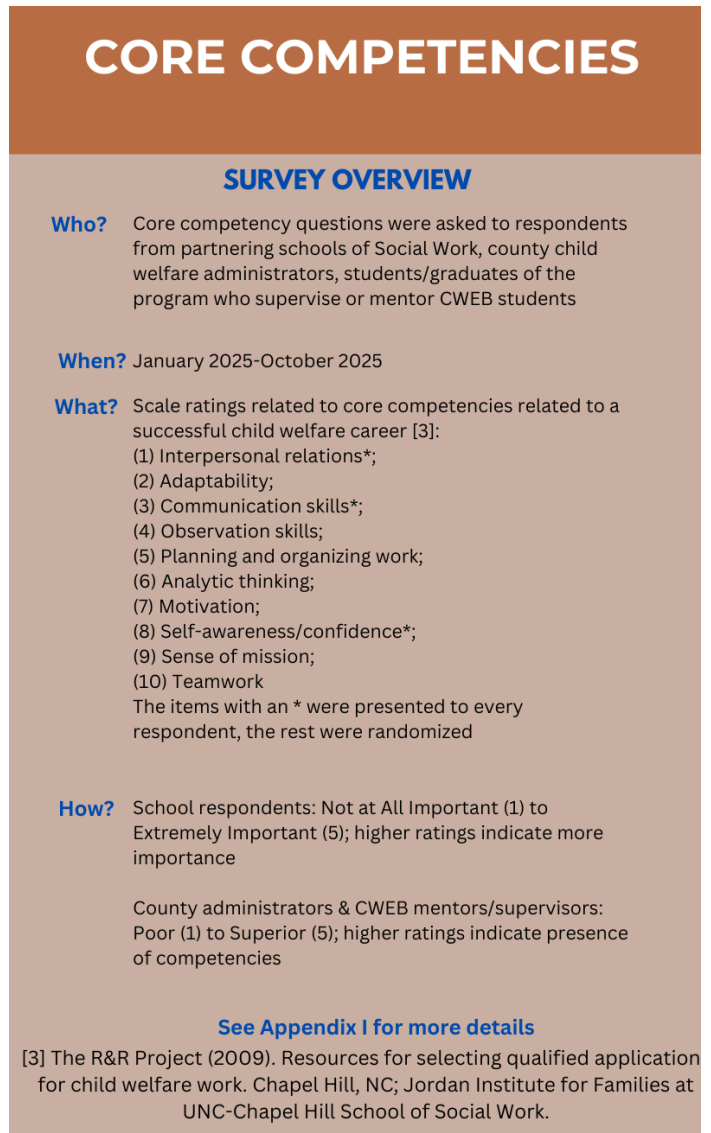 CORE COMPETENCIES
SURVEY OVERVIEW
Who? Core competency questions were asked to respondents
from partnering schools of Social Work, county child
welfare administrators, students/graduates of the
program who supervise or mentor CWEB students
When? January 2025-October 2025
What? Scale ratings related to core competencies related to a
successful child welfare career [3]:
(1) Interpersonal relations*;
(2) Adaptability;
(3) Communication skills*;
(4) Observation skills;
(5) Planning and organizing work;
(6) Analytic thinking;
(7) Motivation;
(8) Self-awareness/confidence*;
(9) Sense of mission;
(10) Teamwork
The items with an * were presented to every
respondent, the rest were randomized
How? School respondents: Not at All Important (1) to
Extremely Important (5); higher ratings indicate more
importance
County administrators & CWEB mentors/supervisors:
Poor (1) to Superior (5); higher ratings indicate presence
of competencies
See Appendix I for more details
[3] The R&R Project (2009). Resources for selecting qualified application
for child welfare work. Chapel Hill, NC; Jordan Institute for Families at
UNC-Chapel Hill School of Social Work.